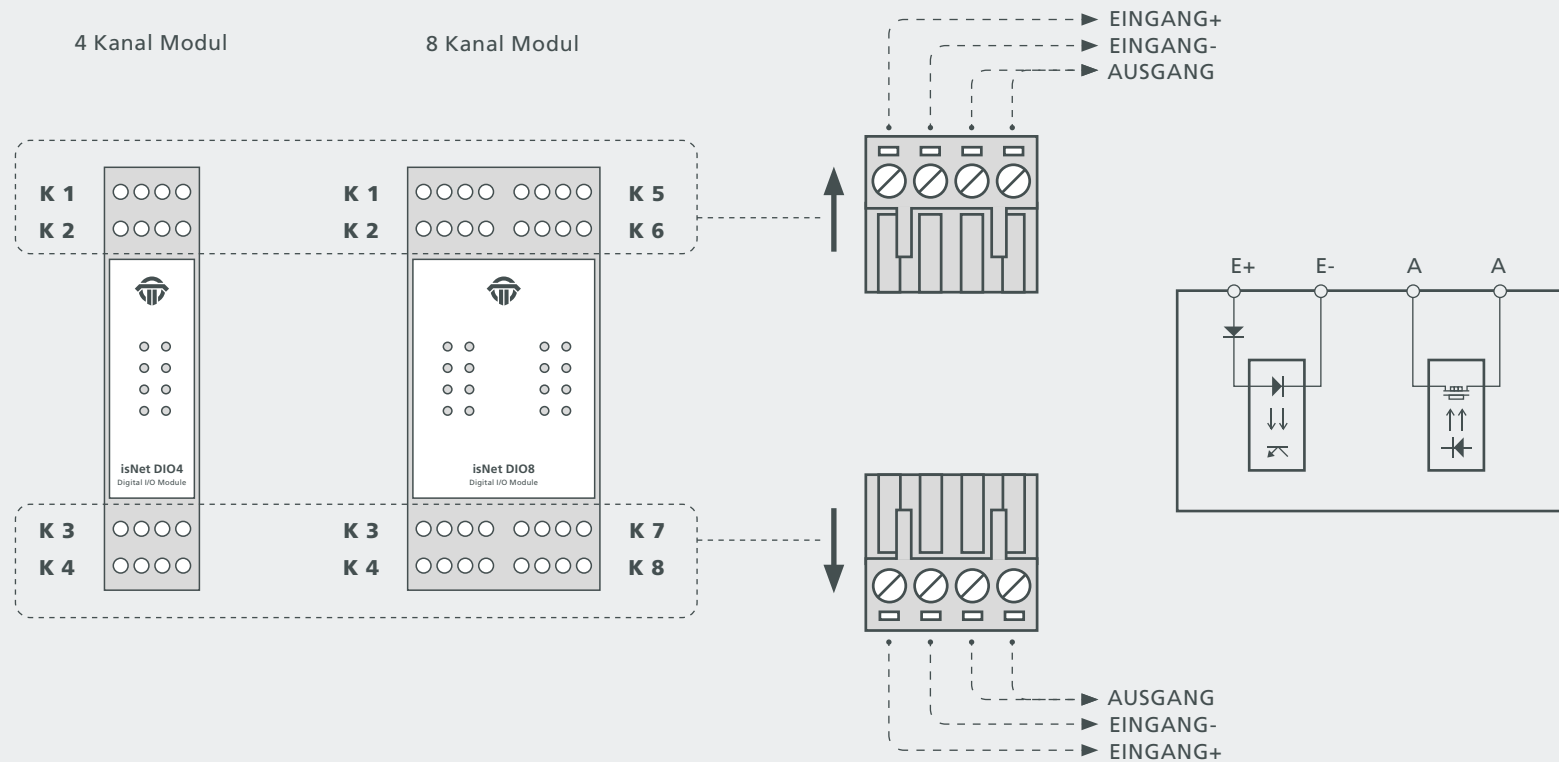 4 Kanal Modul
8 Kanal Modul
EINGANG+
EINGANG-
AUSGANG
K 1
K 2
K 1
K 2
K 5
K 6
isNet DIO4
Digital I/O Module
isNet DIO8
Digital I/O Module
K 3
K 4
K 3
K 4
K 7
K 8
E+
E-
A
A
AUSGANG
EINGANG-
EINGANG+